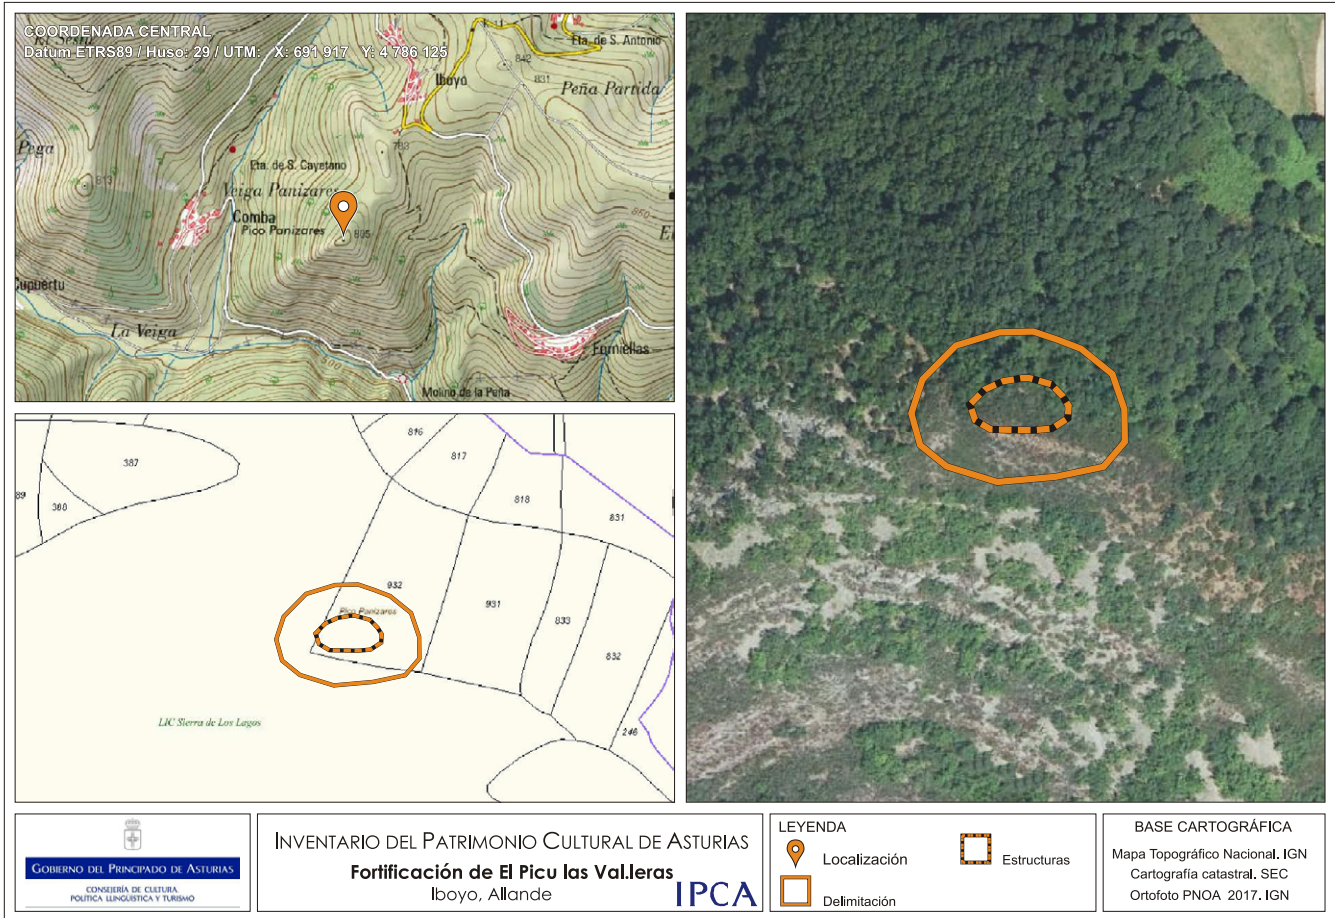 COORDENADA CENTRAL
Datum ETRS89 / Huso: 29 / UTM: X: 691 917 Y: 4 786 125
Eta. de S. Antonio
842
831
Iboyo
Peña Partida
Pega
783
Eta. de S. Cayetano
813
Veiga Panizares
Comba
Pico Panizares
805
850
Cupuertu
La Veiga
Fumiellas
Molino de la Peña
387
89
388
816
817
818
831
932
Pico Panizares
931
833
832
246
LIC Sierra de Los Lagos
GOBIERNO DEL PRINCIPADO DE ASTURIAS
CONSEJERÍA DE CULTURA,
POLÍTICA LLINGÜÍSTICA Y TURISMO
INVENTARIO DEL PATRIMONIO CULTURAL DE ASTURIAS
Fortificación de El Picu las Val.leras
Iboyo, Allande
IPCA
LEYENDA
Localización
Estructuras
Delimitación
BASE CARTOGRÁFICA
Mapa Topográfico Nacional. IGN
Cartografía catastral. SEC
Ortofoto PNOA 2017. IGN